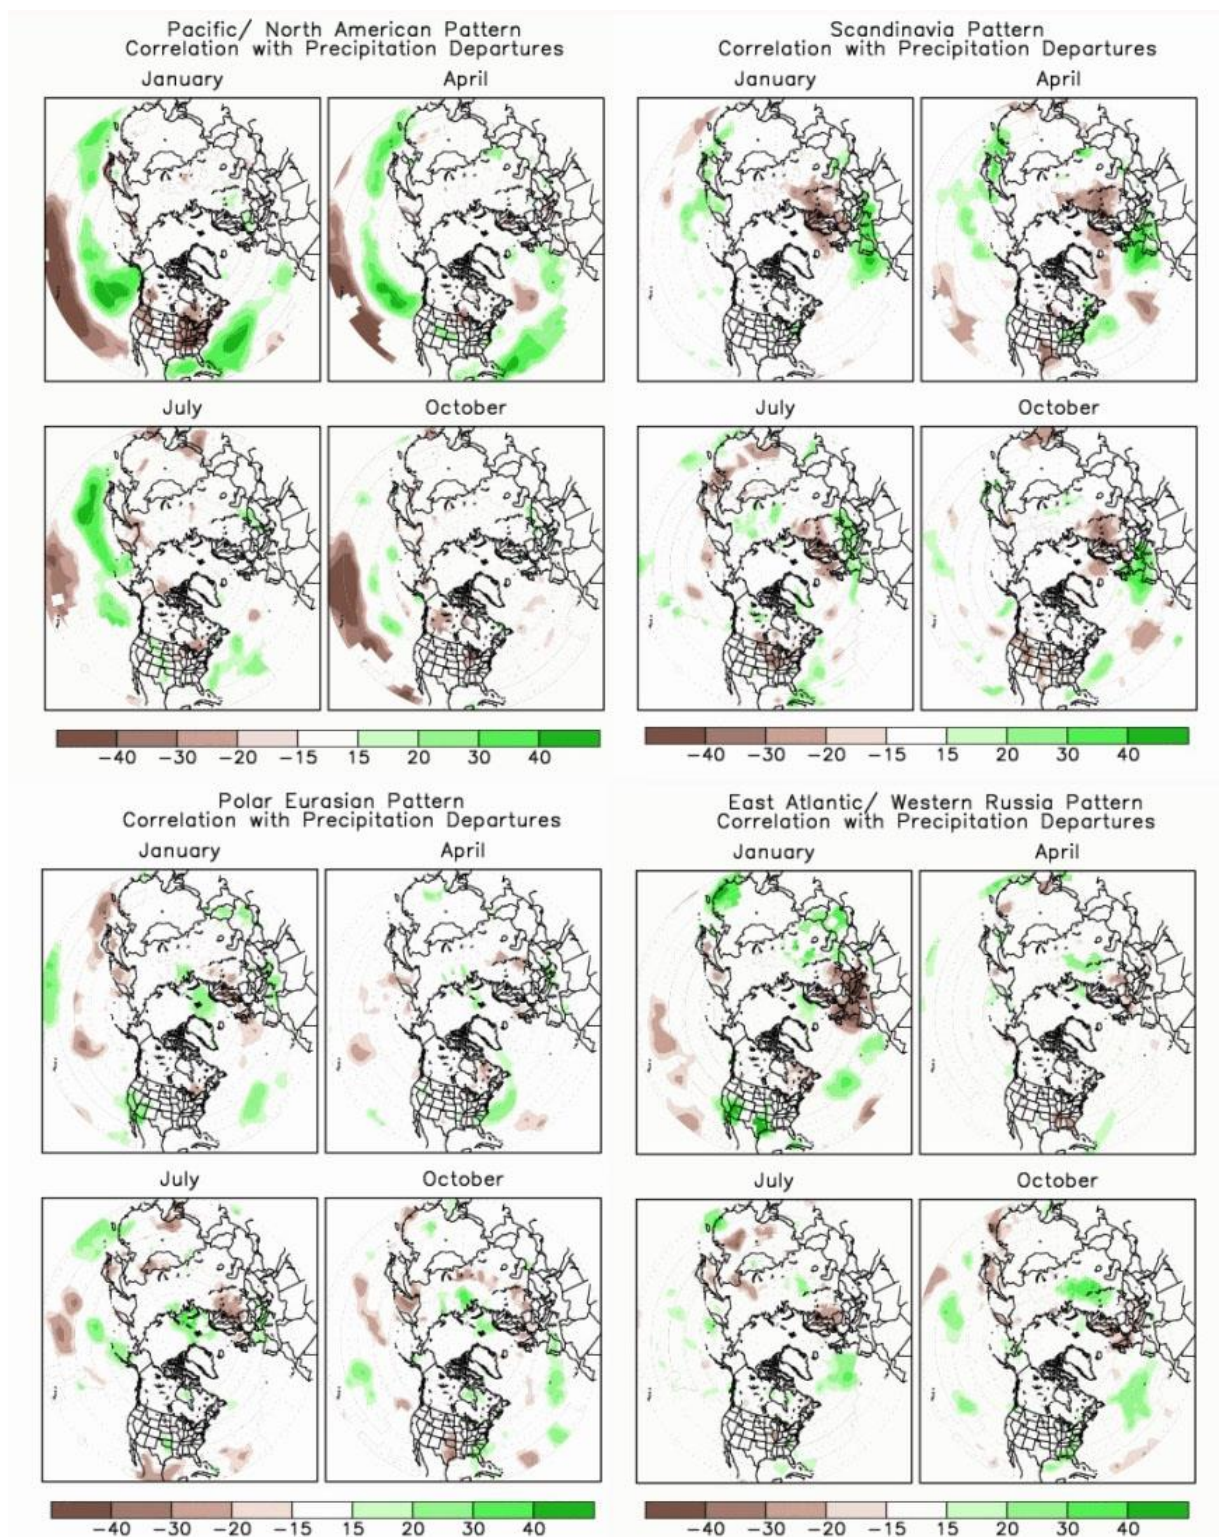 Pacific/ North American Pattern
Correlation with Precipitation Departures
January
April
July
October
−40 −30 −20 −15 15 20 30 40
Scandinavia Pattern
Correlation with Precipitation Departures
January
April
July
October
−40 −30 −20 −15 15 20 30 40
Polar Eurasian Pattern
Correlation with Precipitation Departures
January
April
July
October
−40 −30 −20 −15 15 20 30 40
East Atlantic/ Western Russia Pattern
Correlation with Precipitation Departures
January
April
July
October
−40 −30 −20 −15 15 20 30 40